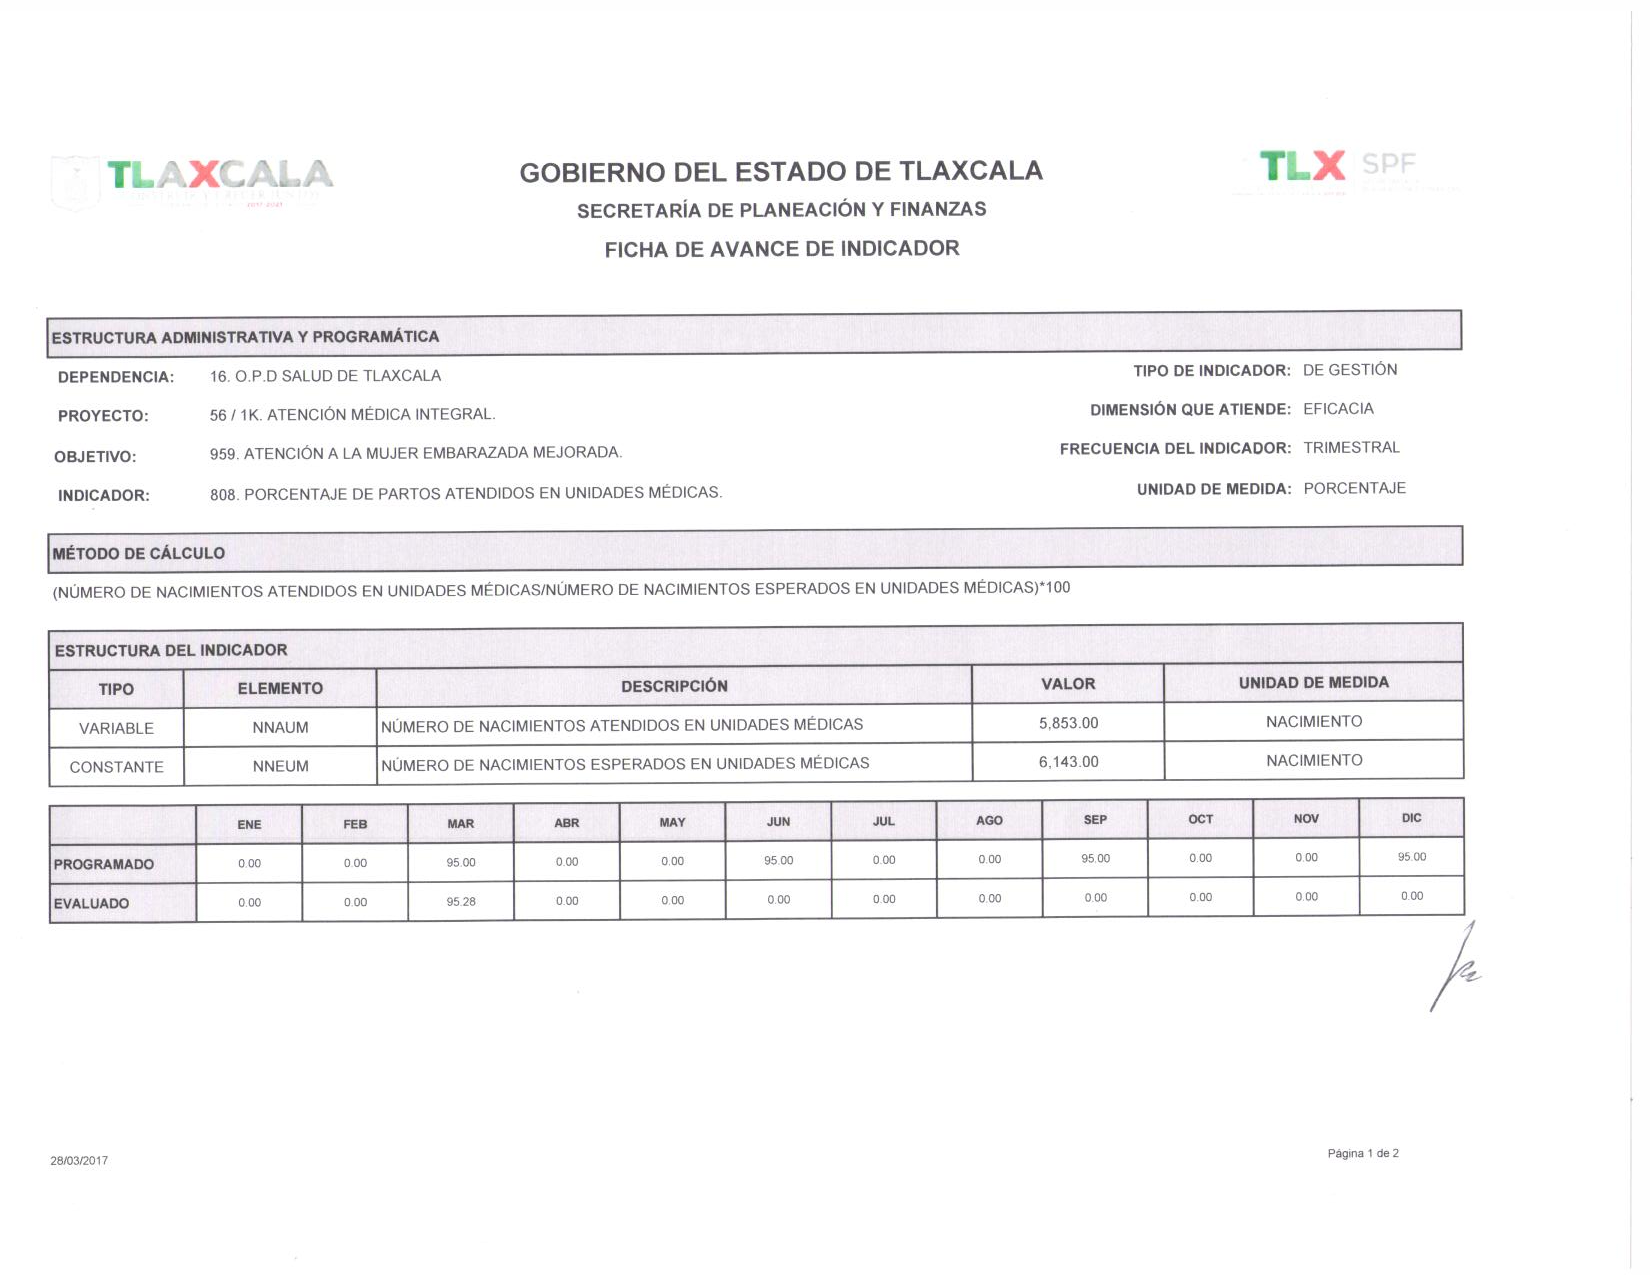 TLAXCALA
2017-2021
GOBIERNO DEL ESTADO DE TLAXCALA
SECRETARÍA DE PLANEACIÓN Y FINANZAS
FICHA DE AVANCE DE INDICADOR
TLX SPF
ESTRUCTURA ADMINISTRATIVA Y PROGRAMÁTICA
DEPENDENCIA: 16. O.P.D SALUD DE TLAXCALA TIPO DE INDICADOR: DE GESTIÓN
PROYECTO: 56 / 1K. ATENCIÓN MÉDICA INTEGRAL. DIMENSIÓN QUE ATIENDE: EFICACIA
OBJETIVO: 959. ATENCIÓN A LA MUJER EMBARAZADA MEJORADA. FRECUENCIA DEL INDICADOR: TRIMESTRAL
INDICADOR: 808. PORCENTAJE DE PARTOS ATENDIDOS EN UNIDADES MÉDICAS. UNIDAD DE MEDIDA: PORCENTAJE
MÉTODO DE CÁLCULO
(NÚMERO DE NACIMIENTOS ATENDIDOS EN UNIDADES MÉDICAS/NÚMERO DE NACIMIENTOS ESPERADOS EN UNIDADES MÉDICAS)*100
ESTRUCTURA DEL INDICADOR
TIPO ELEMENTO DESCRIPCIÓN VALOR UNIDAD DE MEDIDA
VARIABLE NNAUM NÚMERO DE NACIMIENTOS ATENDIDOS EN UNIDADES MÉDICAS 5,853.00 NACIMIENTO
CONSTANTE NNEUM NÚMERO DE NACIMIENTOS ESPERADOS EN UNIDADES MÉDICAS 6,143.00 NACIMIENTO
ENE FEB MAR ABR MAY JUN JUL AGO SEP OCT NOV DIC
PROGRAMADO 0.00 0.00 95.00 0.00 0.00 95.00 0.00 0.00 95.00 0.00 0.00 95.00
EVALUADO 0.00 0.00 95.28 0.00 0.00 0.00 0.00 0.00 0.00 0.00 0.00 0.00
28/03/2017 Página 1 de 2